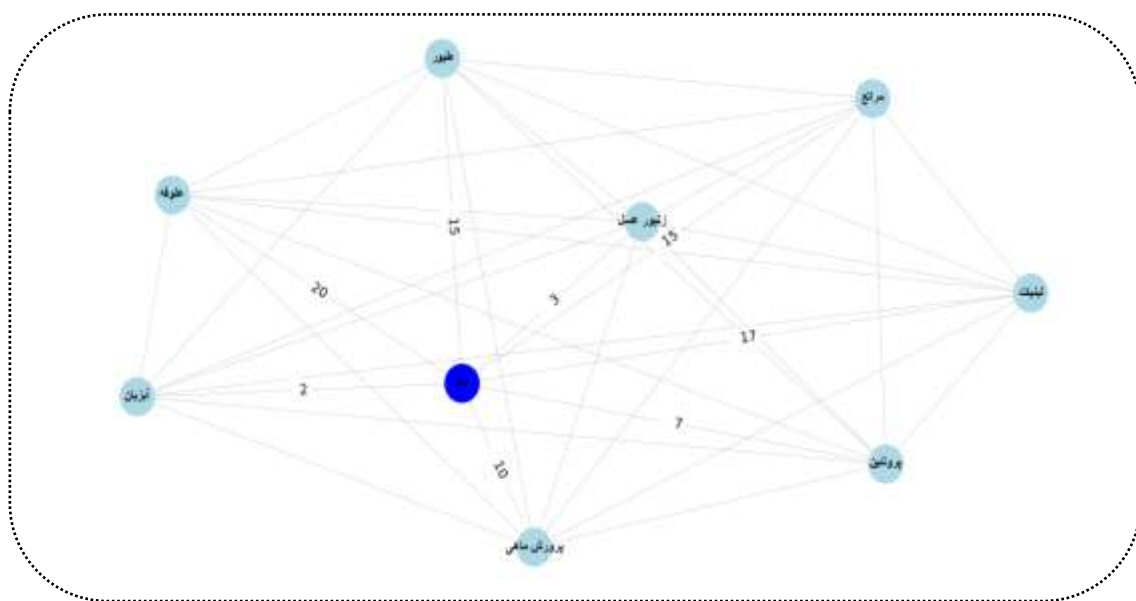 طیور
مراتع
علوفه
زنبور عسل
15
15
لبنیات
20
3
17
آبزیان
2
7
پروتئین
10
پرورش ماهی